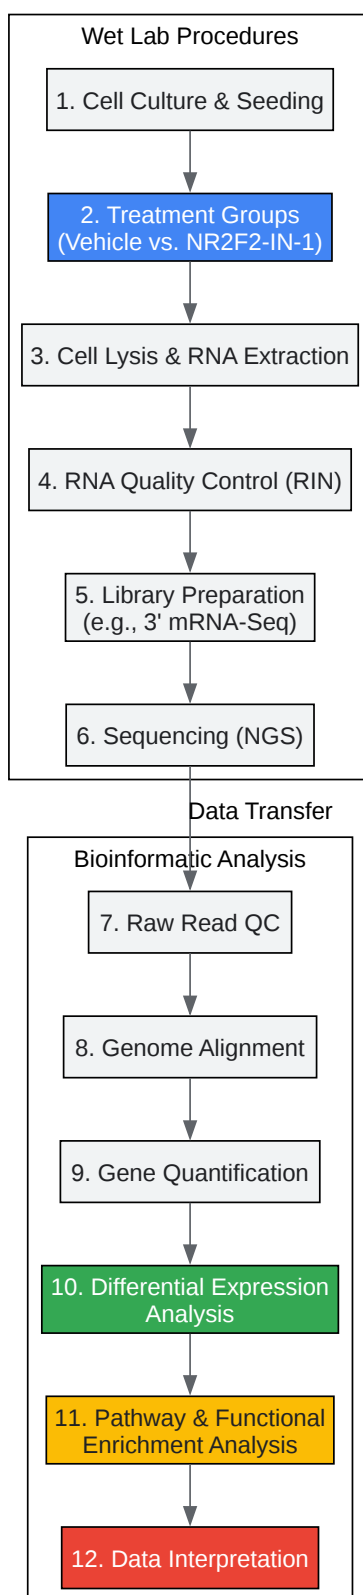 Wet Lab Procedures
1. Cell Culture & Seeding
2. Treatment Groups
(Vehicle vs. NR2F2-IN-1)
3. Cell Lysis & RNA Extraction
4. RNA Quality Control (RIN)
5. Library Preparation
(e.g., 3' mRNA-Seq)
6. Sequencing (NGS)
Data Transfer
Bioinformatic Analysis
7. Raw Read QC
8. Genome Alignment
9. Gene Quantification
10. Differential Expression
Analysis
11. Pathway & Functional
Enrichment Analysis
12. Data Interpretation